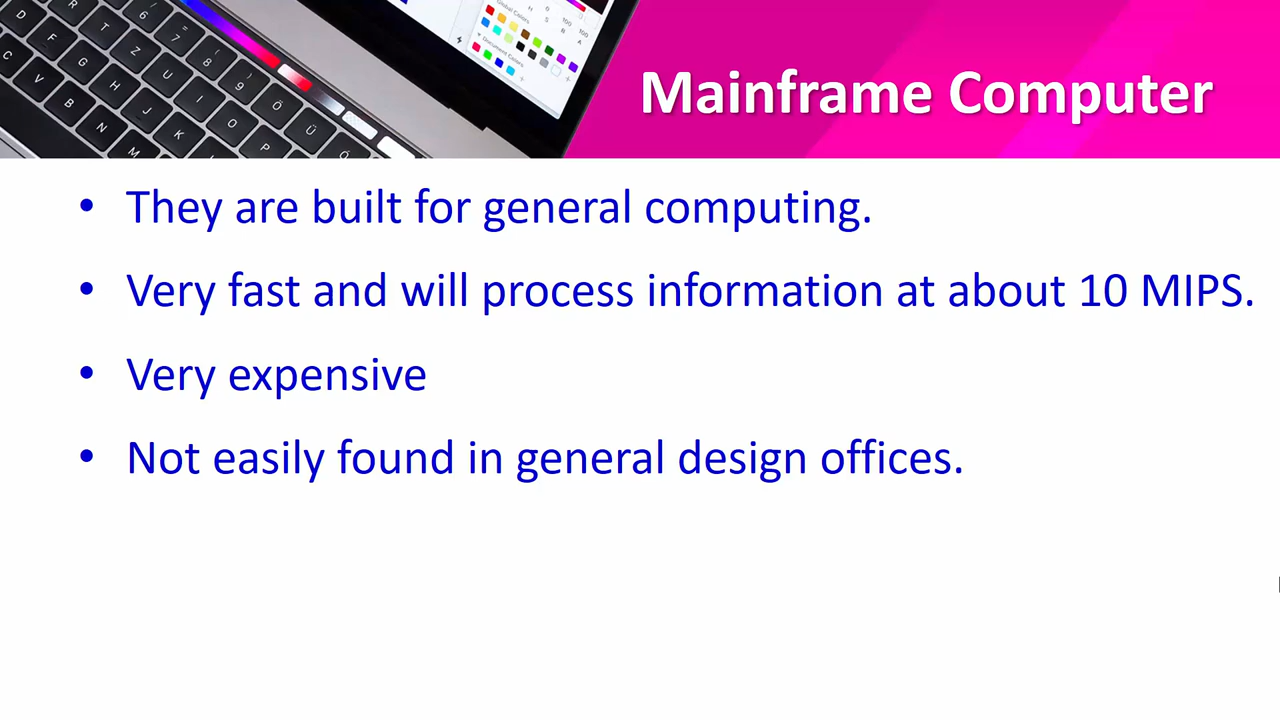 Mainframe Computer
• They are built for general computing.
• Very fast and will process information at about 10 MIPS.
• Very expensive
• Not easily found in general design offices.